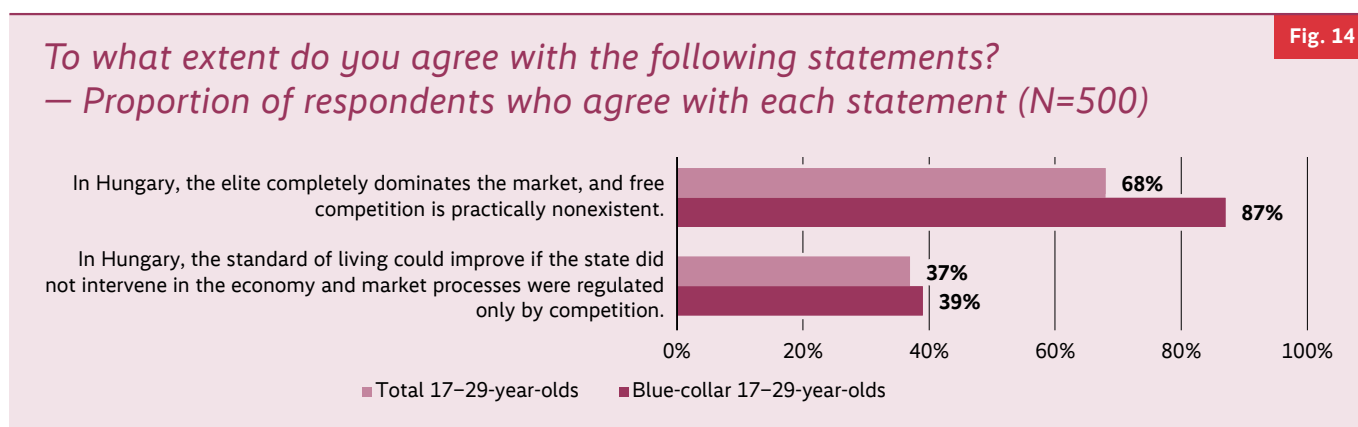 Fig. 14
To what extent do you agree with the following statements?
— Proportion of respondents who agree with each statement (N=500)
In Hungary, the elite completely dominates the market, and free
competition is practically nonexistent.
68%
87%
In Hungary, the standard of living could improve if the state did
not intervene in the economy and market processes were regulated
only by competition.
37%
39%
0% 20% 40% 60% 80% 100%
Total 17–29-year-olds Blue-collar 17–29-year-olds